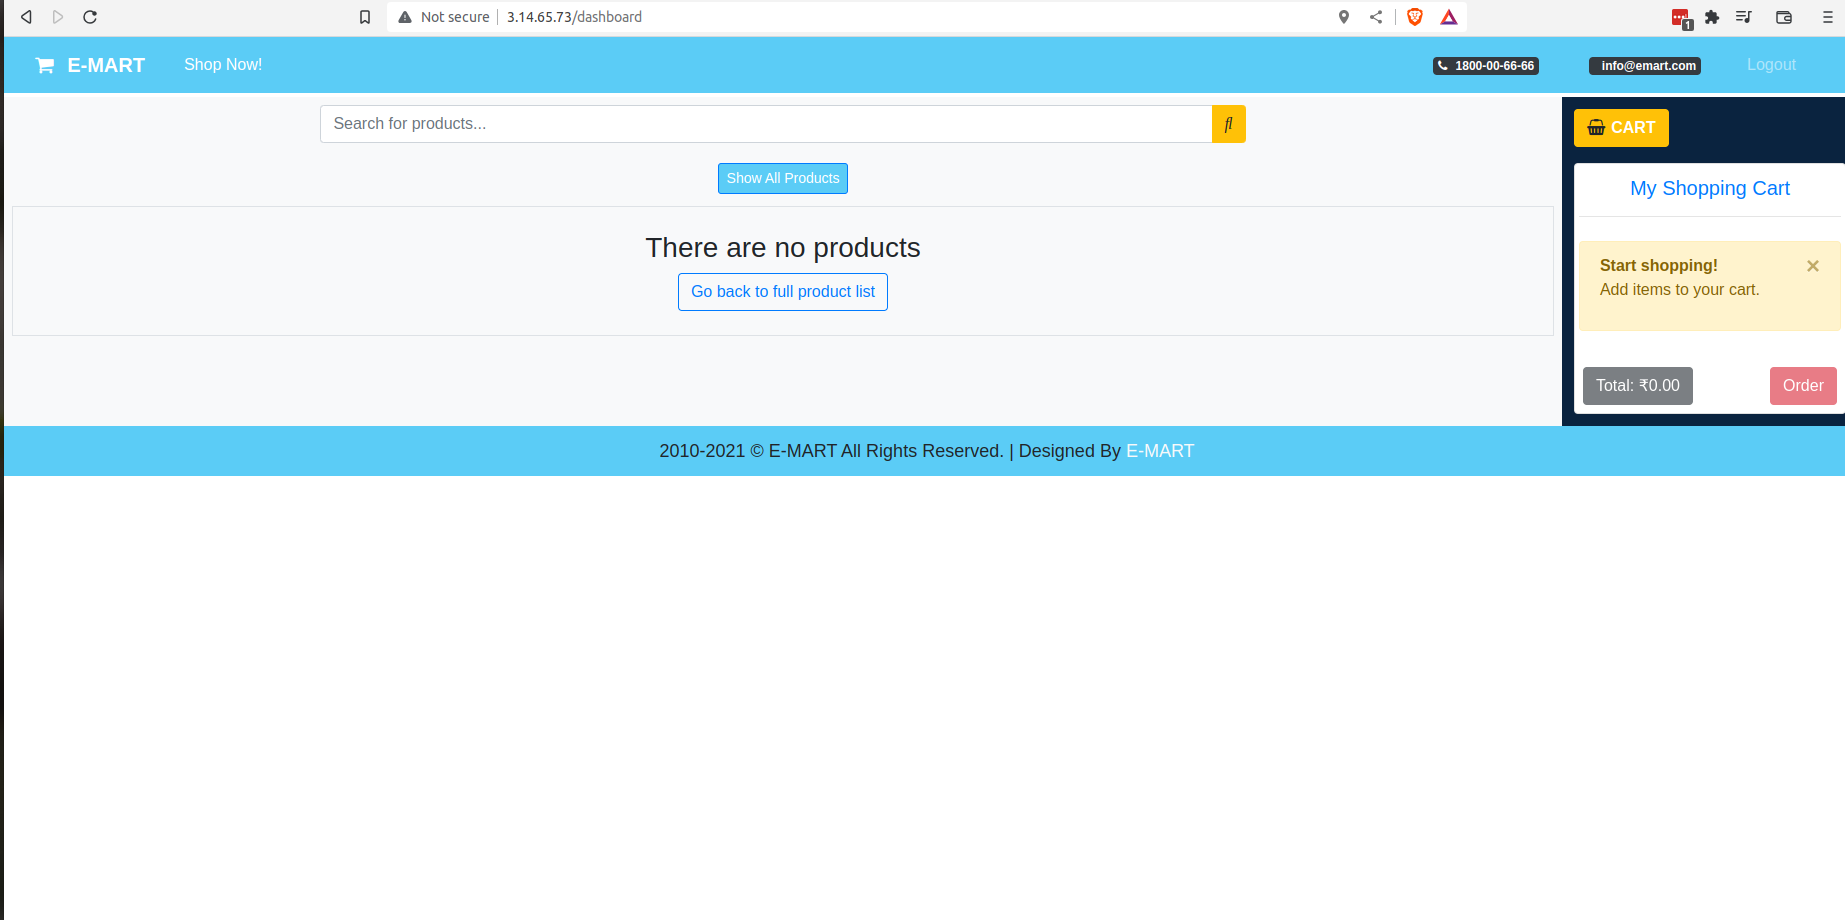 Not secure 3.14.65.73/dashboard
1
E-MART Shop Now! 1800-00-66-66 info@emart.com Logout
Search for products... ﬂ
CART
Show All Products
My Shopping Cart
There are no products
Go back to full product list
Start shopping! ×
Add items to your cart.
Total: ₹0.00 Order
2010-2021 © E-MART All Rights Reserved. | Designed By E-MART